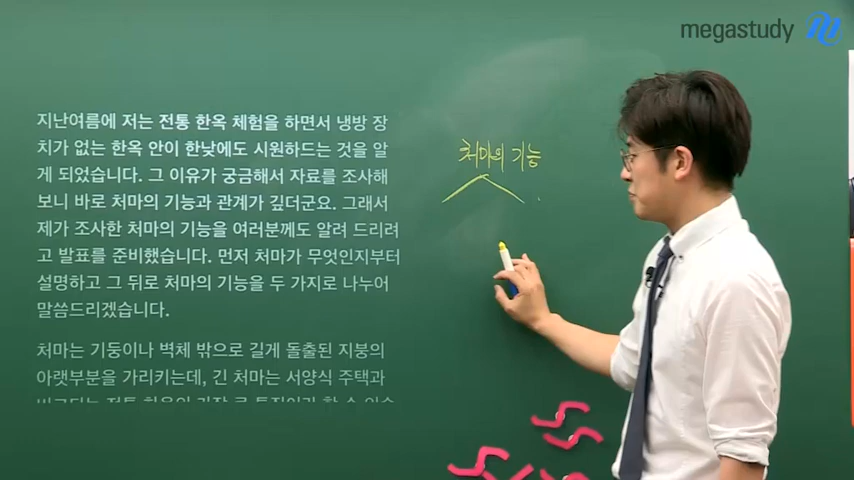 megastudy
지난여름에 저는 전통 한옥 체험을 하면서 냉방 장
치가 없는 한옥 안이 한낮에도 시원하드는 것을 알
게 되었습니다. 그 이유가 궁금해서 자료를 조사해
보니 바로 처마의 기능과 관계가 깊더군요. 그래서
제가 조사한 처마의 기능을 여러분께도 알려 드리려
고 발표를 준비했습니다. 먼저 처마가 무엇인지부터
설명하고 그 뒤로 처마의 기능을 두 가지로 나누어
말씀드리겠습니다.
처마는 기둥이나 벽체 밖으로 길게 돌출된 지붕의
아랫부분을 가리키는데, 긴 처마는 서양식 주택과
처마의 기능